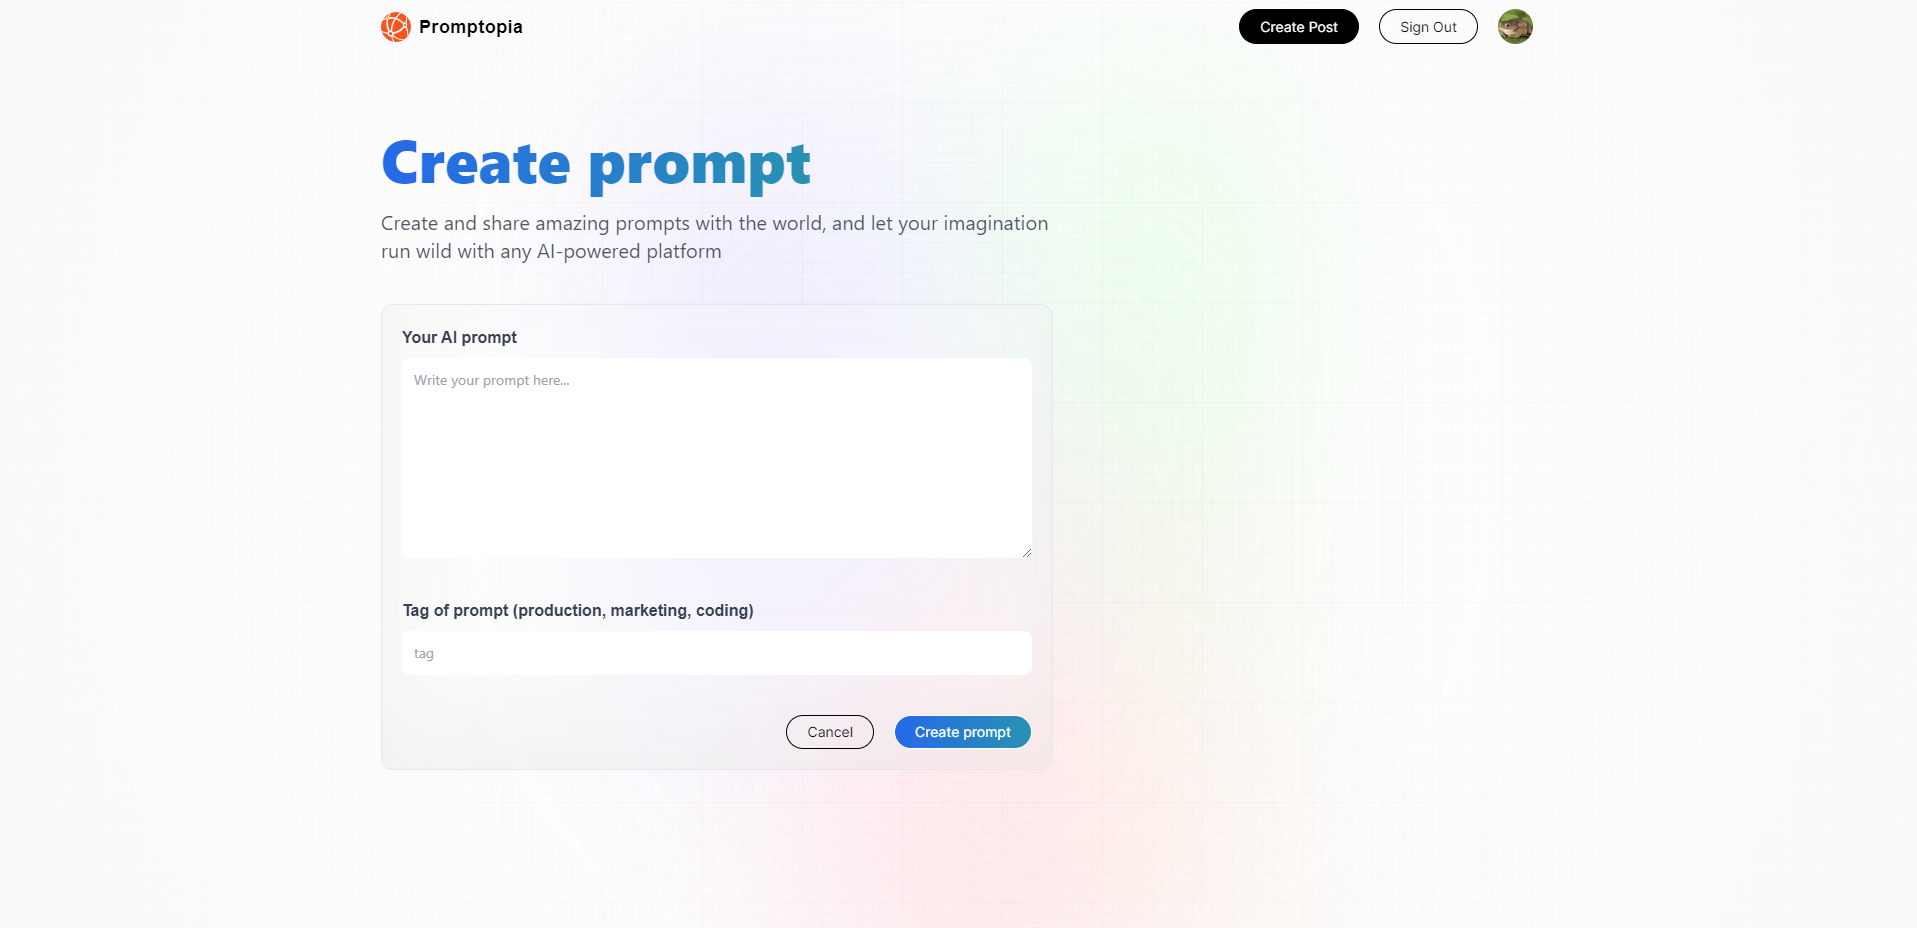 Promptopia
Create Post
Sign Out
Create prompt
Create and share amazing prompts with the world, and let your imagination
run wild with any AI-powered platform
Your AI prompt
Write your prompt here...
Tag of prompt (production, marketing, coding)
tag
Cancel
Create prompt